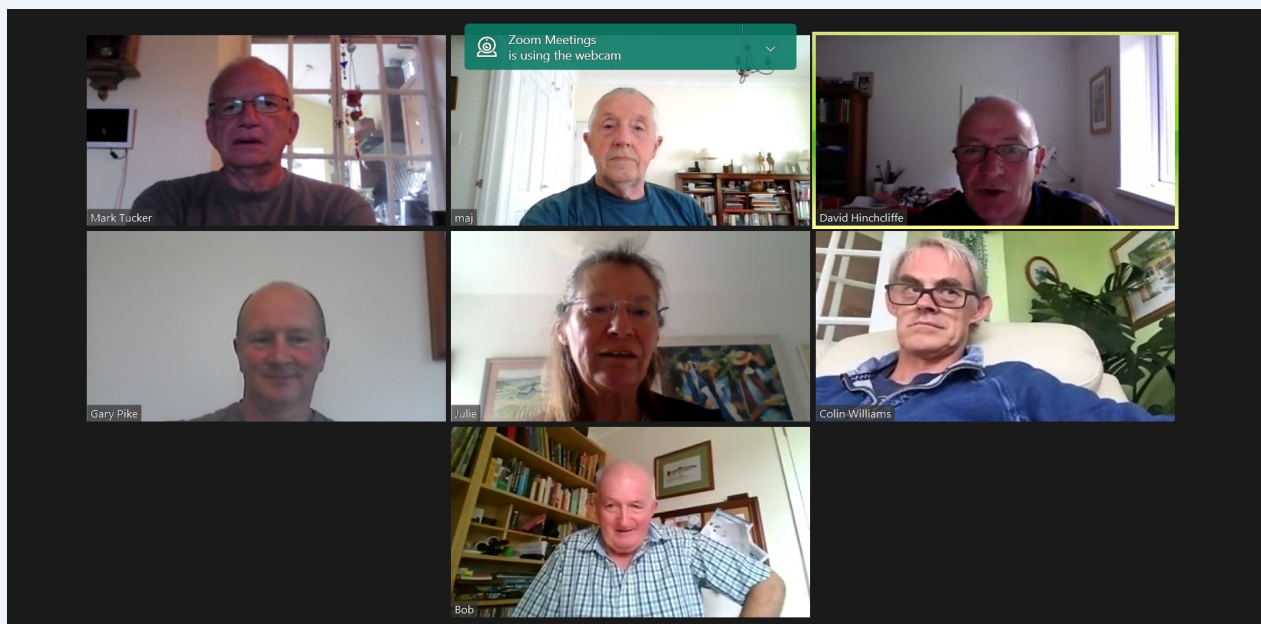 Zoom Meetings
is using the webcam
Mark Tucker
maj
David Hinchcliffe
Gary Pike
Julie
Colin Williams
Bob